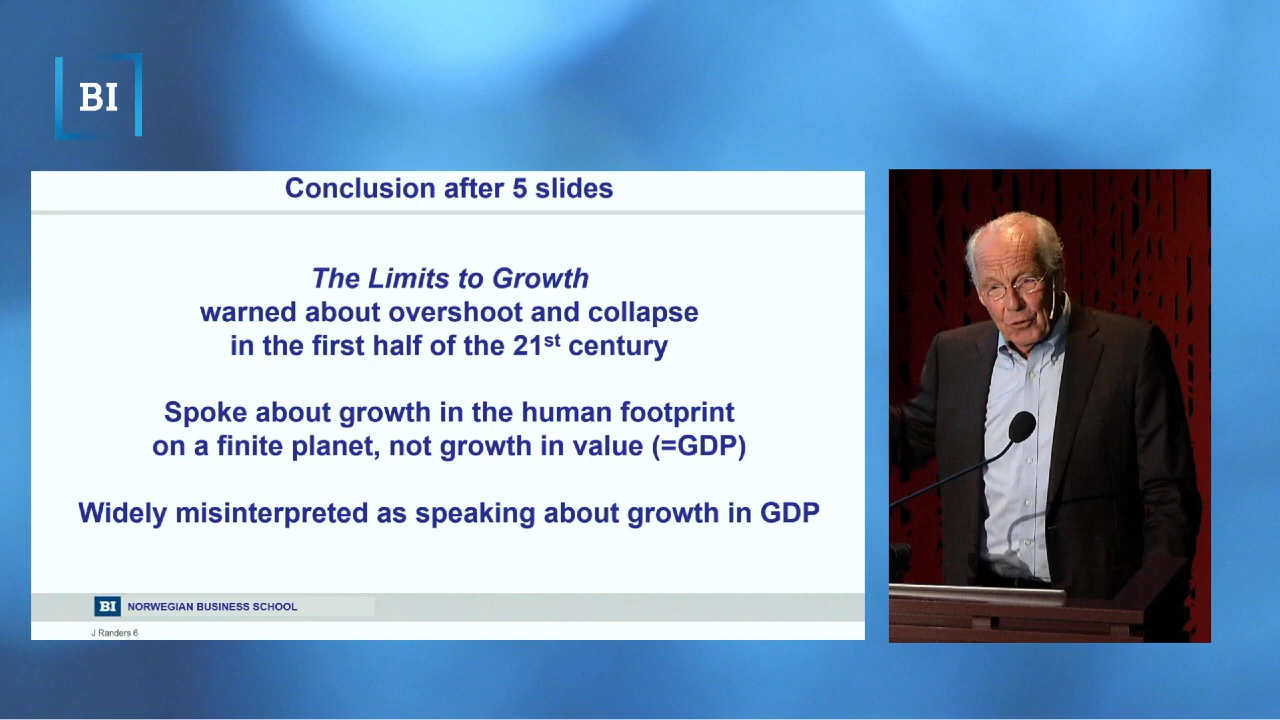 BI
Conclusion after 5 slides
The Limits to Growth
warned about overshoot and collapse
in the first half of the 21st century
Spoke about growth in the human footprint
on a finite planet, not growth in value (=GDP)
Widely misinterpreted as speaking about growth in GDP
BI NORWEGIAN BUSINESS SCHOOL
J Randers 6